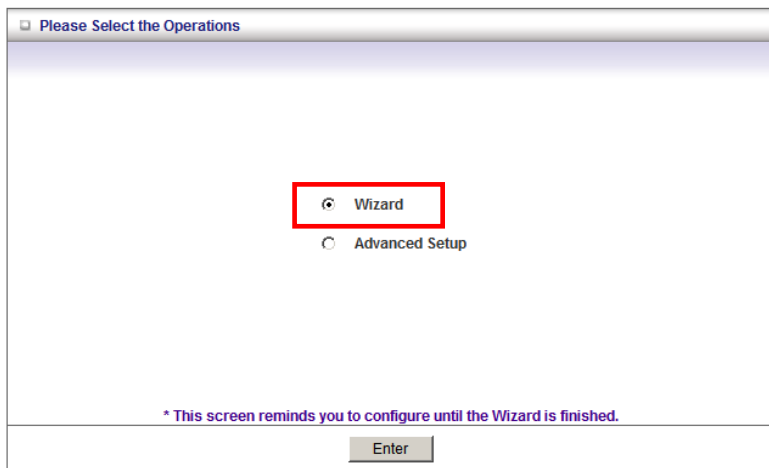 Please Select the Operations
Wizard
Advanced Setup
* This screen reminds you to configure until the Wizard is finished.
Enter